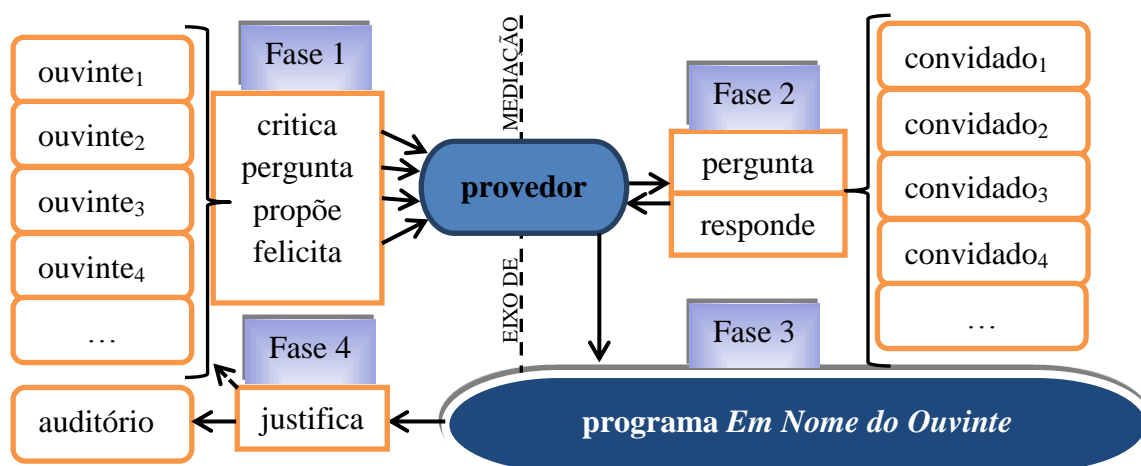 ouvinte₁
ouvinte₂
ouvinte₃
ouvinte₄
…
auditório
Fase 1
critica
pergunta
propõe
felicita
EIXO DE MEDIAÇÃO
provedor
Fase 2
pergunta
responde
convidado₁
convidado₂
convidado₃
convidado₄
…
Fase 3
programa Em Nome do Ouvinte
Fase 4
justifica